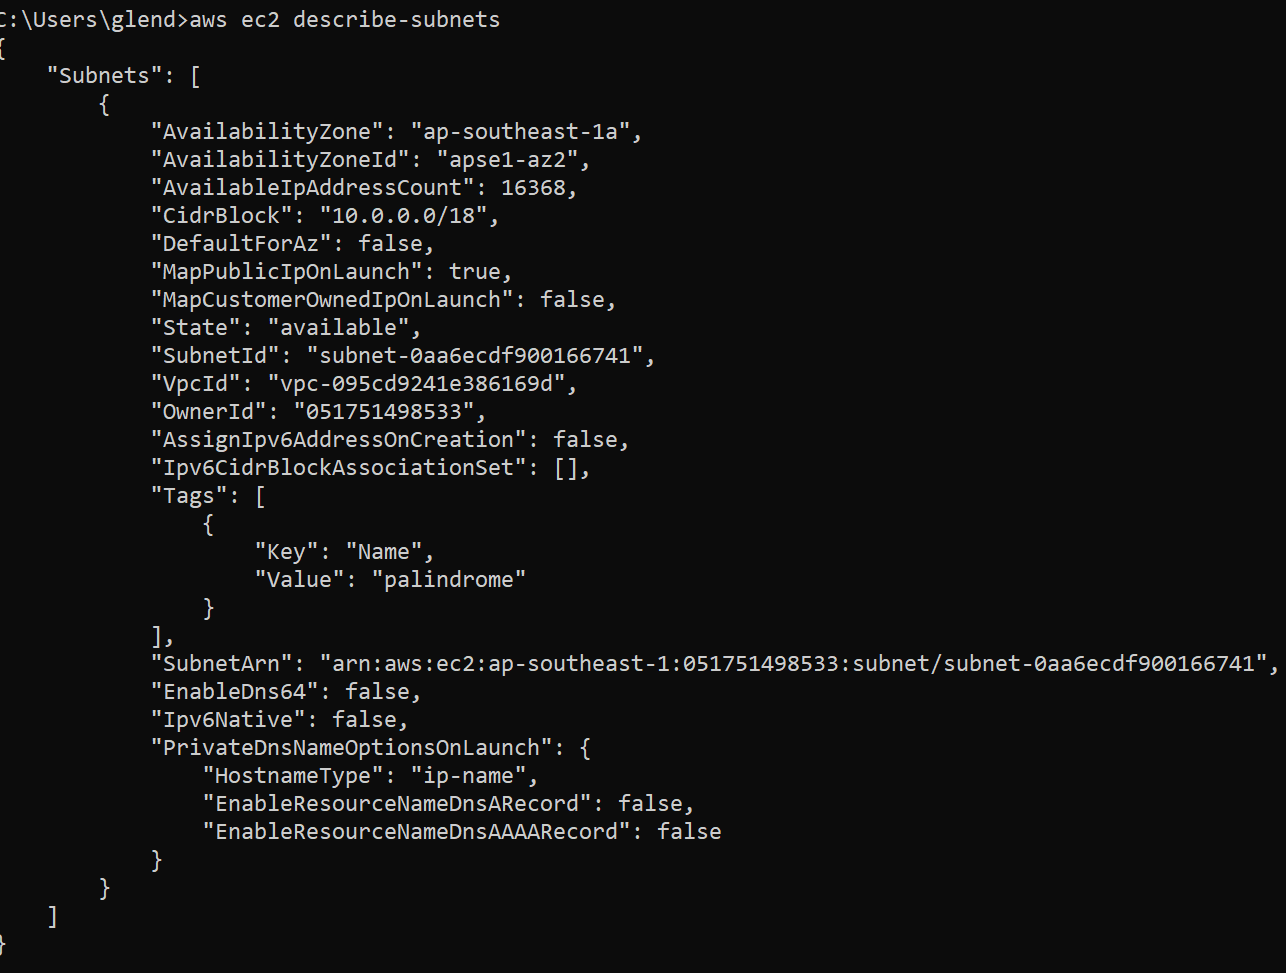 C:\Users\glend>aws ec2 describe-subnets
{
    "Subnets": [
        {
            "AvailabilityZone": "ap-southeast-1a",
            "AvailabilityZoneId": "apse1-az2",
            "AvailableIpAddressCount": 16368,
            "CidrBlock": "10.0.0.0/18",
            "DefaultForAz": false,
            "MapPublicIpOnLaunch": true,
            "MapCustomerOwnedIpOnLaunch": false,
            "State": "available",
            "SubnetId": "subnet-0aa6ecdf900166741",
            "VpcId": "vpc-095cd9241e386169d",
            "OwnerId": "051751498533",
            "AssignIpv6AddressOnCreation": false,
            "Ipv6CidrBlockAssociationSet": [],
            "Tags": [
                {
                    "Key": "Name",
                    "Value": "palindrome"
                }
            ],
            "SubnetArn": "arn:aws:ec2:ap-southeast-1:051751498533:subnet/subnet-0aa6ecdf900166741",
            "EnableDns64": false,
            "Ipv6Native": false,
            "PrivateDnsNameOptionsOnLaunch": {
                "HostnameType": "ip-name",
                "EnableResourceNameDnsARecord": false,
                "EnableResourceNameDnsAAAARecord": false
            }
        }
    ]
}